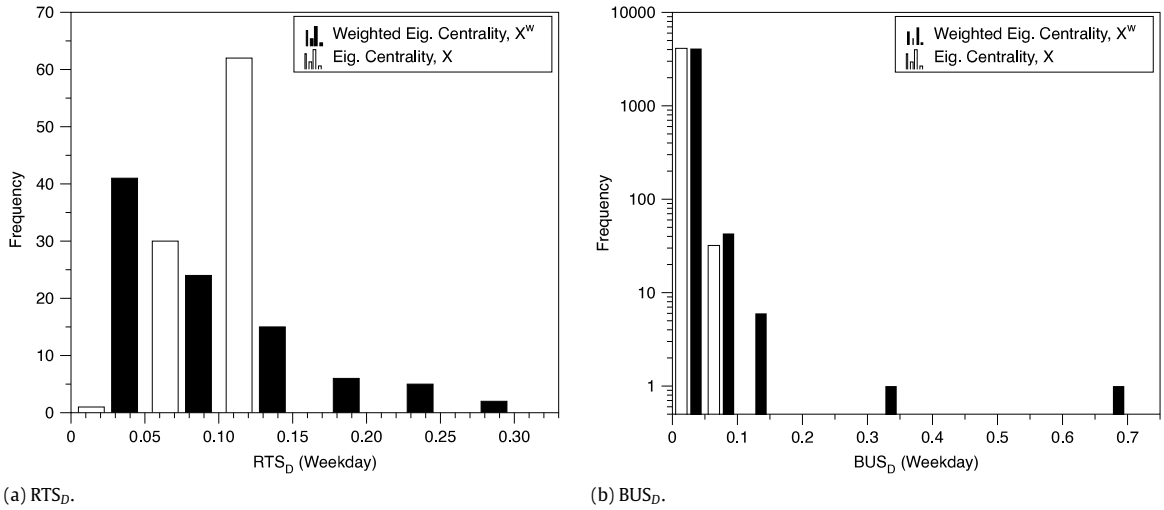 70
60
50
40
30
20
10
0
Frequency
Weighted Eig. Centrality, Xᵂ
Eig. Centrality, X
0 0.05 0.10 0.15 0.20 0.25 0.30
RTS_D (Weekday)
(a) RTS_D.
10000
1000
100
10
1
Frequency
Weighted Eig. Centrality, Xᵂ
Eig. Centrality, X
0 0.1 0.2 0.3 0.4 0.5 0.6 0.7
BUS_D (Weekday)
(b) BUS_D.